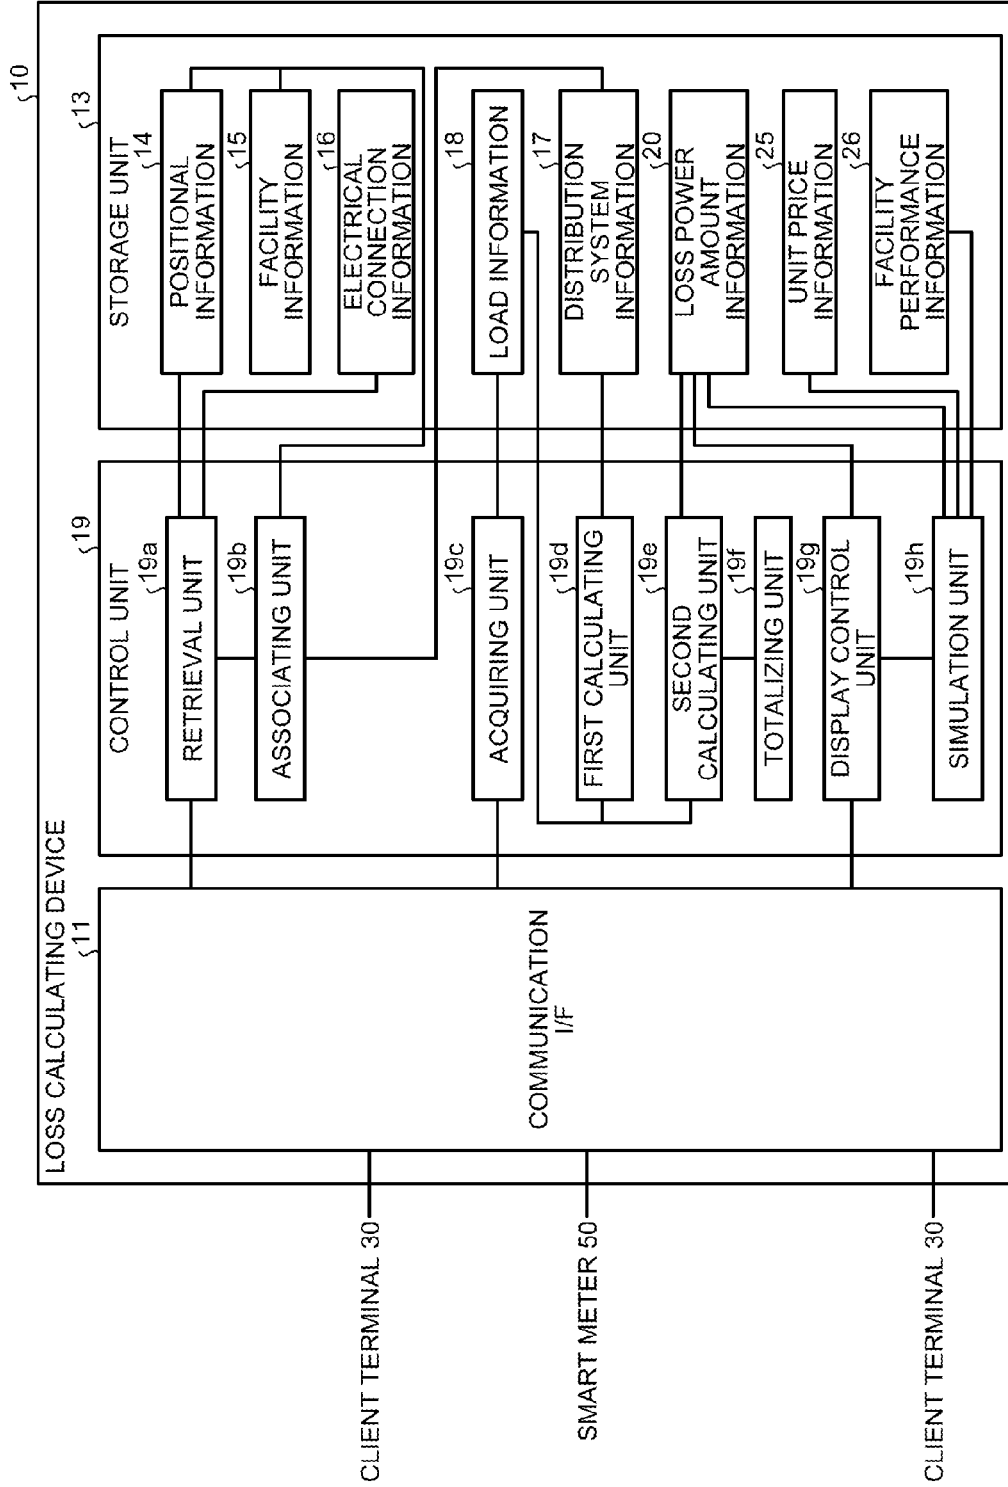 10
LOSS CALCULATING DEVICE
11
COMMUNICATION
I/F
CLIENT TERMINAL 30
SMART METER 50
CLIENT TERMINAL 30
19
CONTROL UNIT
19a
RETRIEVAL UNIT
19b
ASSOCIATING UNIT
19c
ACQUIRING UNIT
19d
FIRST CALCULATING
UNIT
19e
SECOND
CALCULATING UNIT
19f
TOTALIZING UNIT
19g
DISPLAY CONTROL
UNIT
19h
SIMULATION UNIT
13
STORAGE UNIT
14
POSITIONAL
INFORMATION
15
FACILITY
INFORMATION
16
ELECTRICAL
CONNECTION
INFORMATION
18
LOAD INFORMATION
17
DISTRIBUTION
SYSTEM
INFORMATION
20
LOSS POWER
AMOUNT
INFORMATION
25
UNIT PRICE
INFORMATION
26
FACILITY
PERFORMANCE
INFORMATION